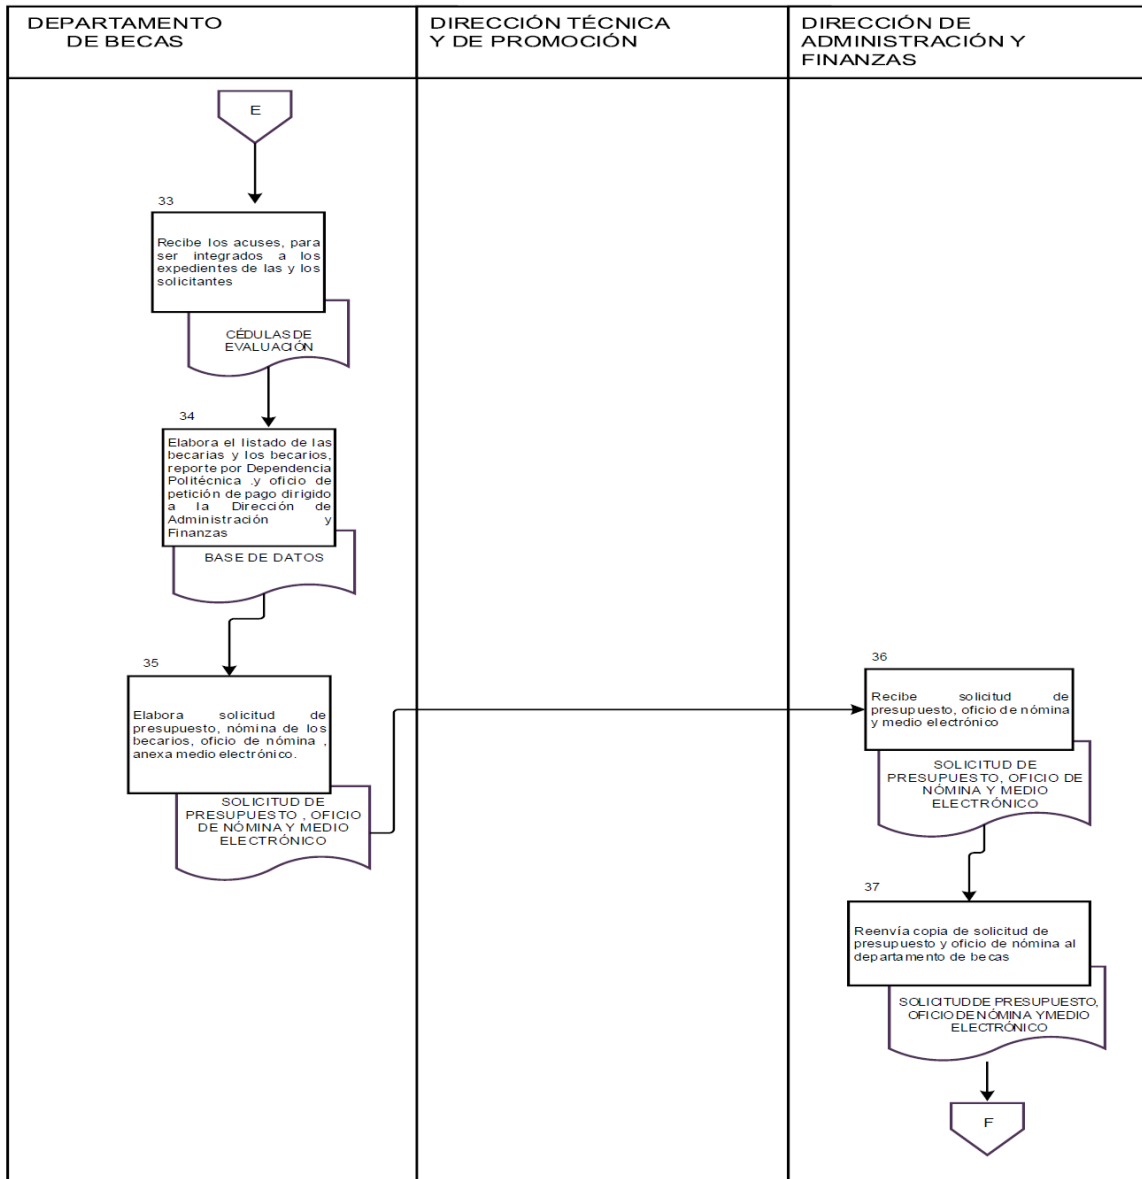 DEPARTAMENTO
DE BECAS
DIRECCIÓN TÉCNICA
Y DE PROMOCIÓN
DIRECCIÓN DE
ADMINISTRACIÓN Y
FINANZAS
E
33
Recibe los acuses, para
ser integrados a los
expedientes de las y los
solicitantes
CÉDULAS DE
EVALUACIÓN
34
Elabora el listado de las
becarias y los becarios,
reporte por Dependencia
Politécnica .y oficio de
petición de pago dirigido
a la Dirección de
Administración y
Finanzas
BASE DE DATOS
35
Elabora solicitud de
presupuesto, nómina de los
becarios, oficio de nómina ,
anexa medio electrónico.
SOLICITUD DE
PRESUPUESTO , OFICIO
DE NÓMINA Y MEDIO
ELECTRÓNICO
36
Recibe solicitud de
presupuesto, oficio de nómina
y medio electrónico
SOLICITUD DE
PRESUPUESTO, OFICIO DE
NÓMINA Y MEDIO
ELECTRÓNICO
37
Reenvía copia de solicitud de
presupuesto y oficio de nómina al
departamento de becas
SOLICITUD DE PRESUPUESTO,
OFICIO DE NÓMINA Y MEDIO
ELECTRÓNICO
F